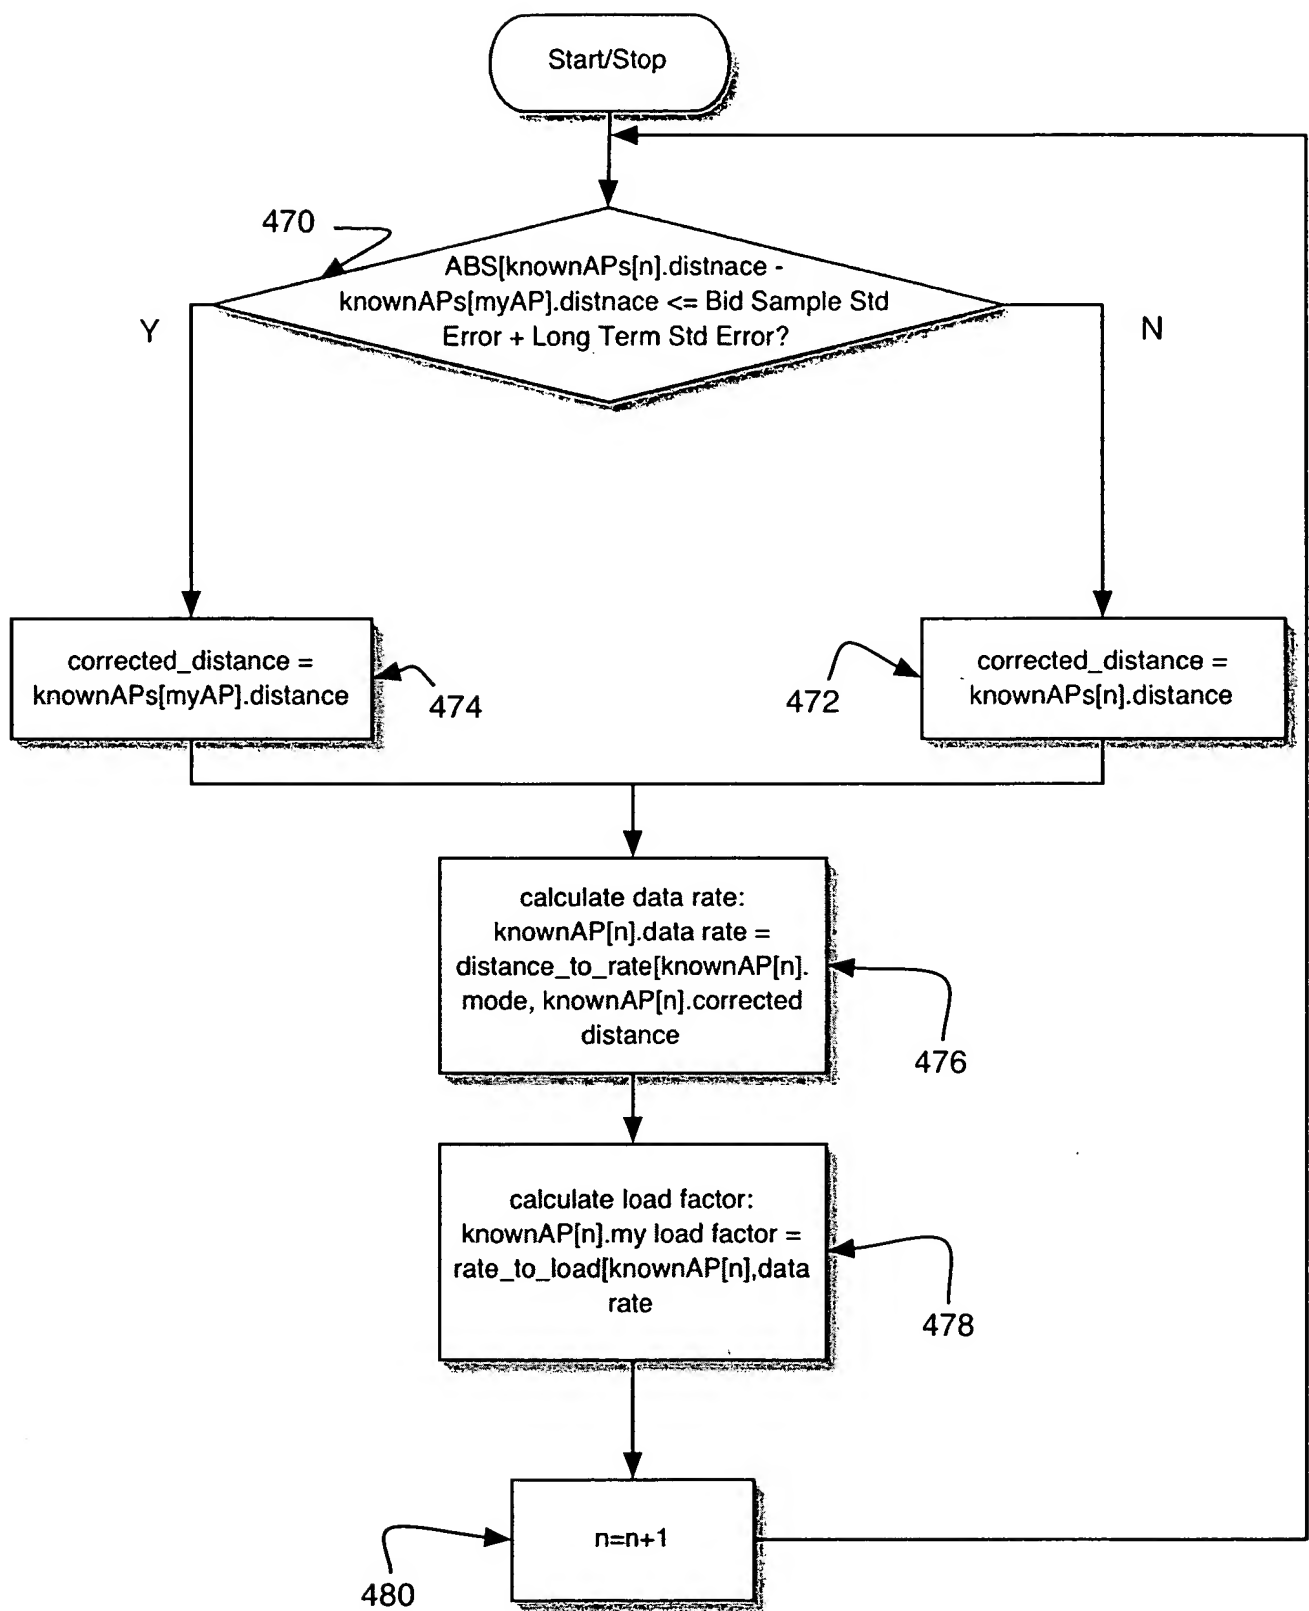 Start/Stop
470
ABS[knownAPs[n].distnace -
knownAPs[myAP].distnace <= Bid Sample Std
Error + Long Term Std Error?
Y
N
corrected_distance =
knownAPs[myAP].distance
474
472
corrected_distance =
knownAPs[n].distance
calculate data rate:
knownAP[n].data rate =
distance_to_rate[knownAP[n].
mode, knownAP[n].corrected
distance
476
calculate load factor:
knownAP[n].my load factor =
rate_to_load[knownAP[n],data
rate
478
n=n+1
480